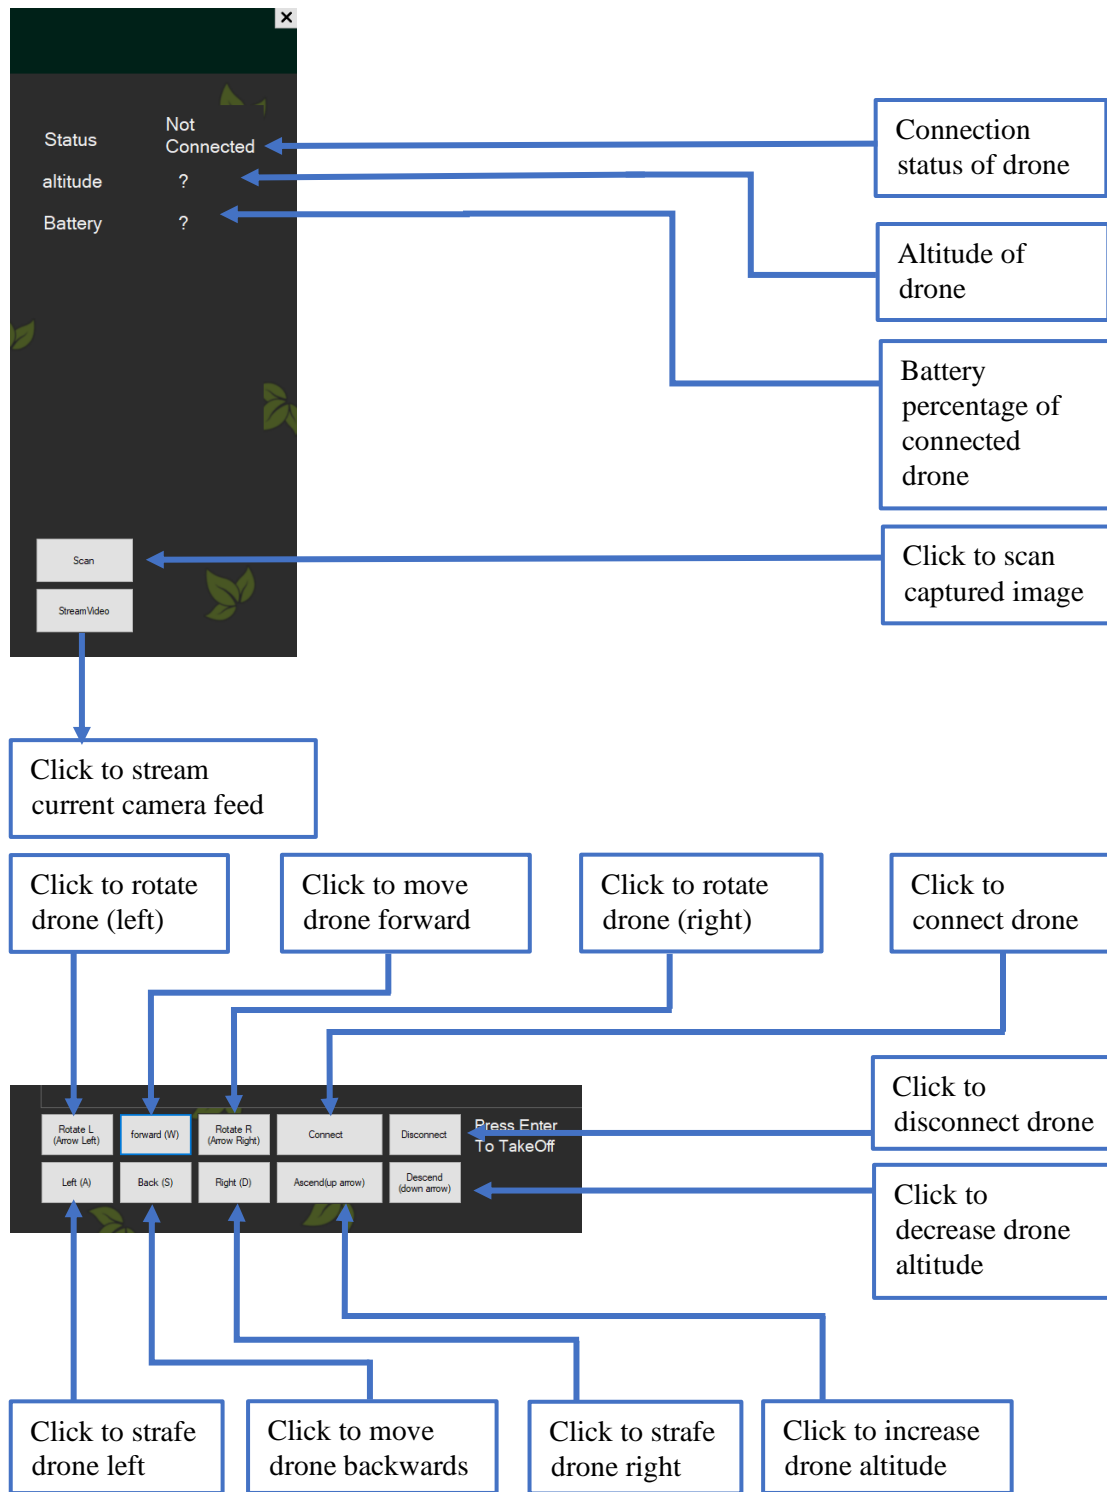 Status
Not
Connected
altitude
?
Battery
?
Connection
status of drone
Altitude of
drone
Battery
percentage of
connected
drone
Scan
StreamVideo
Click to scan
captured image
Click to stream
current camera feed
Click to rotate
drone (left)
Click to move
drone forward
Click to rotate
drone (right)
Click to
connect drone
Rotate L
(Arrow Left)
forward (W)
Rotate R
(Arrow Right)
Connect
Disconnect
Press Enter
To TakeOff
Left (A)
Back (S)
Right (D)
Ascend(up arrow)
Descend
(down arrow)
Click to
disconnect drone
Click to
decrease drone
altitude
Click to strafe
drone left
Click to move
drone backwards
Click to strafe
drone right
Click to increase
drone altitude